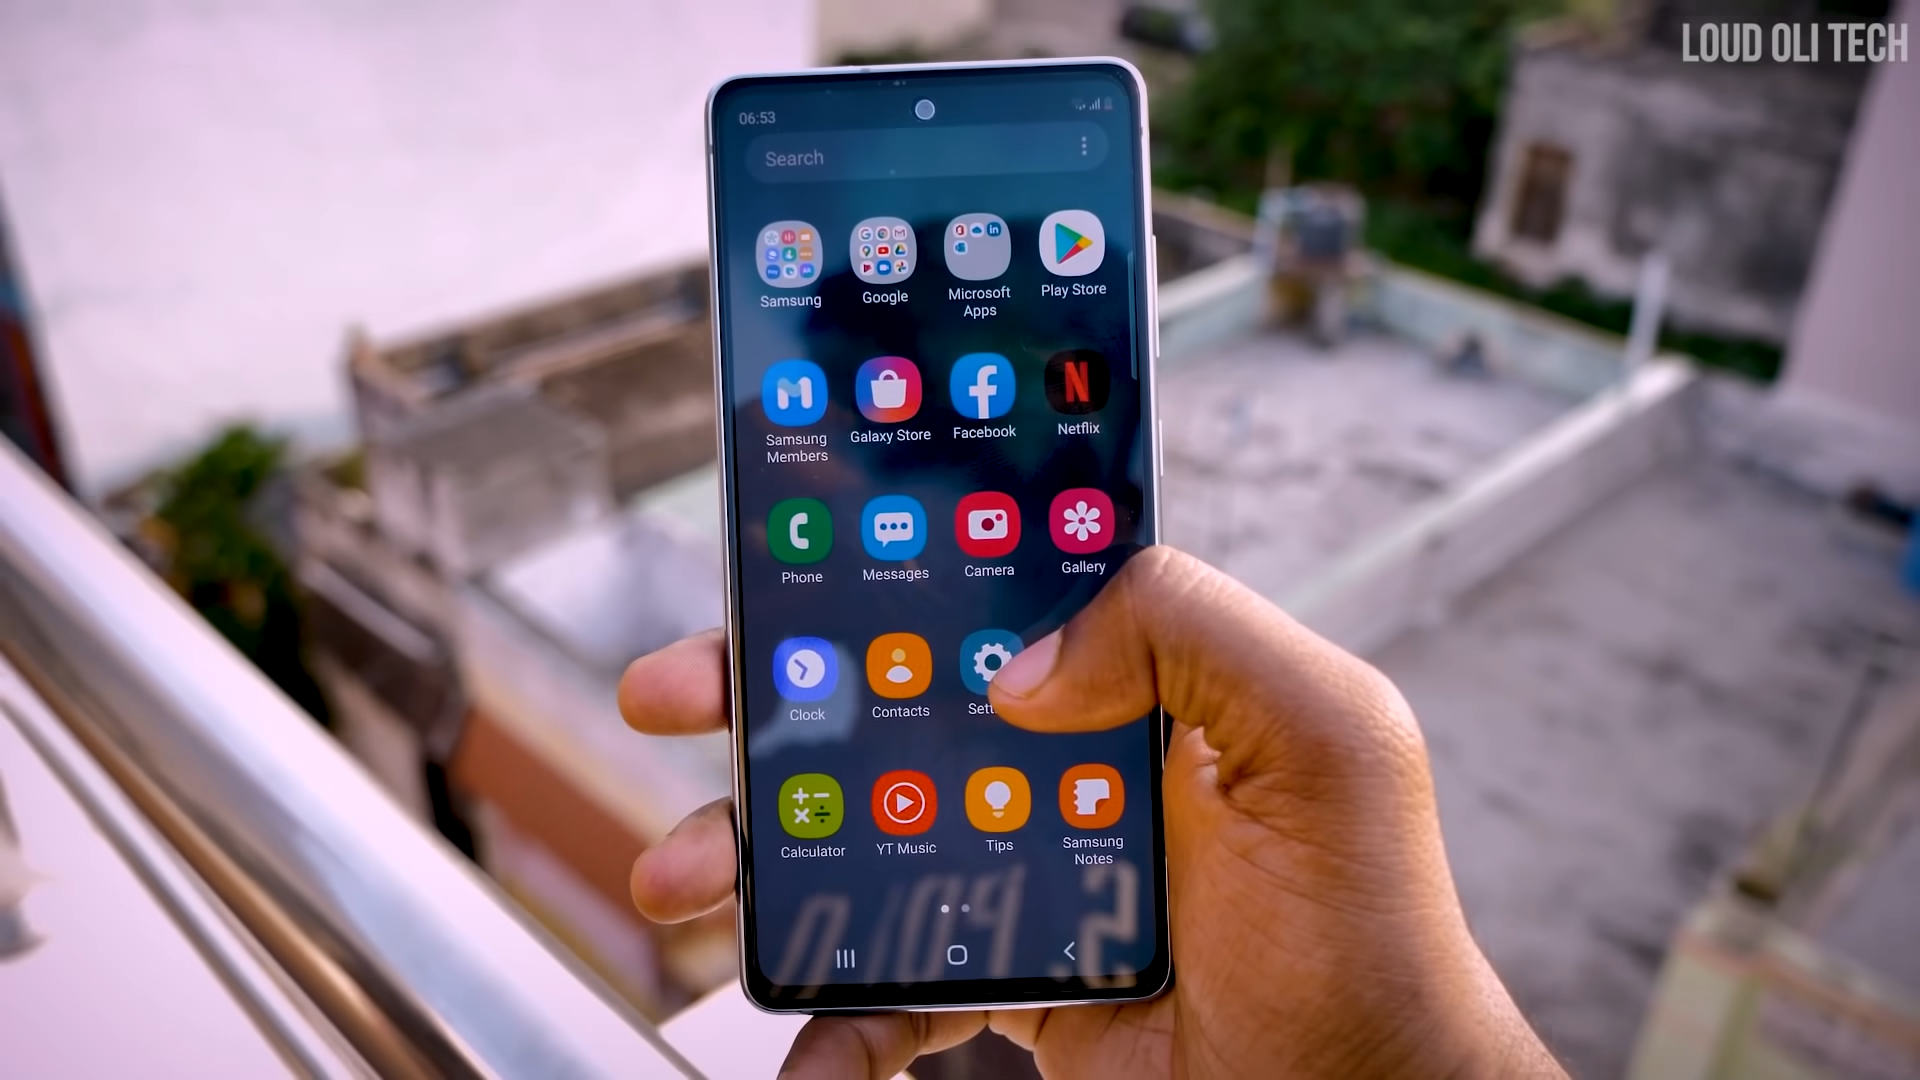 LOUD OLI TECH
06:53
Search
Samsung
Google
Microsoft
Apps
Play Store
Samsung
Members
Galaxy Store
Facebook
Netflix
Phone
Messages
Camera
Gallery
Clock
Contacts
Sett
Calculator
YT Music
Tips
Samsung
Notes